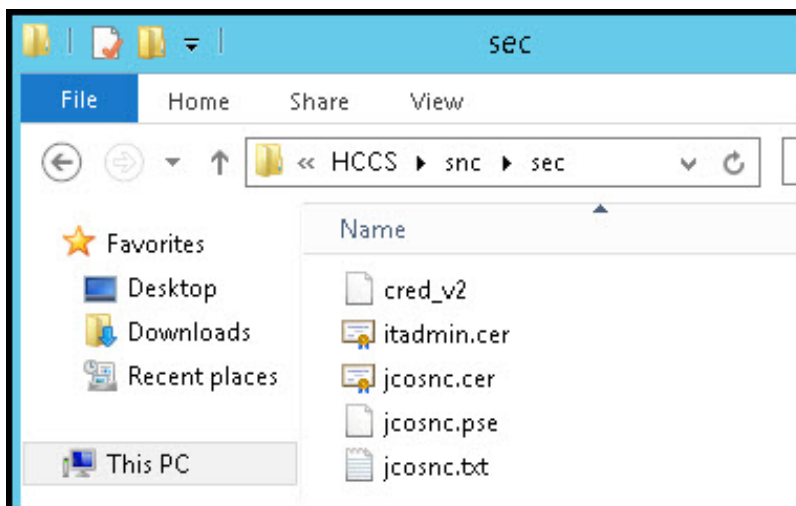 sec
File Home Share View
« HCCS snc sec
Name
Favorites
Desktop
Downloads
Recent places
This PC
cred_v2
itadmin.cer
jcosnc.cer
jcosnc.pse
jcosnc.txt